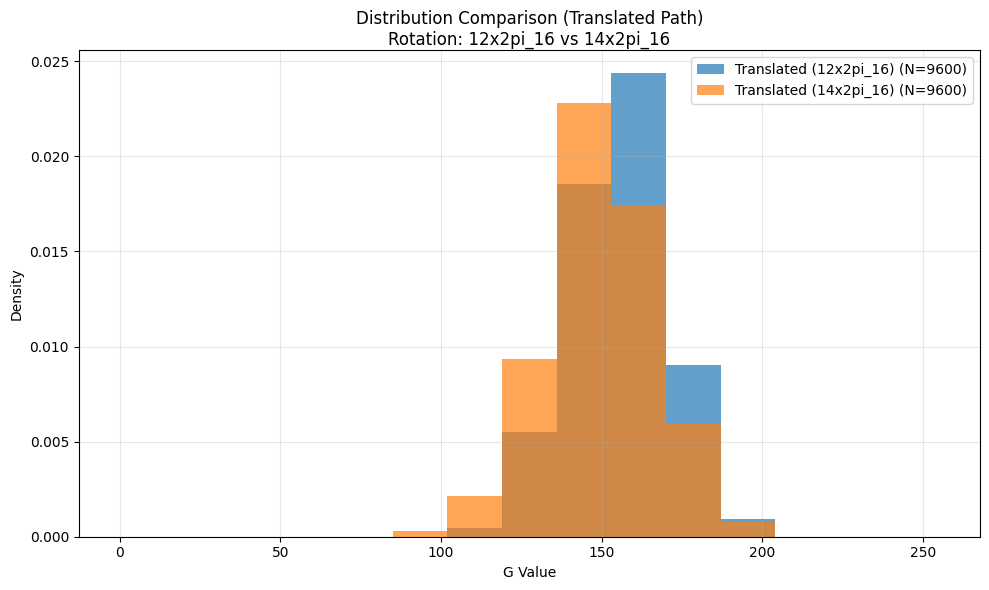 Distribution Comparison (Translated Path)
Rotation: 12x2pi_16 vs 14x2pi_16
Translated (12x2pi_16) (N=9600)
Translated (14x2pi_16) (N=9600)
Density
0.025
0.020
0.015
0.010
0.005
0.000
0
50
100
150
200
250
G Value